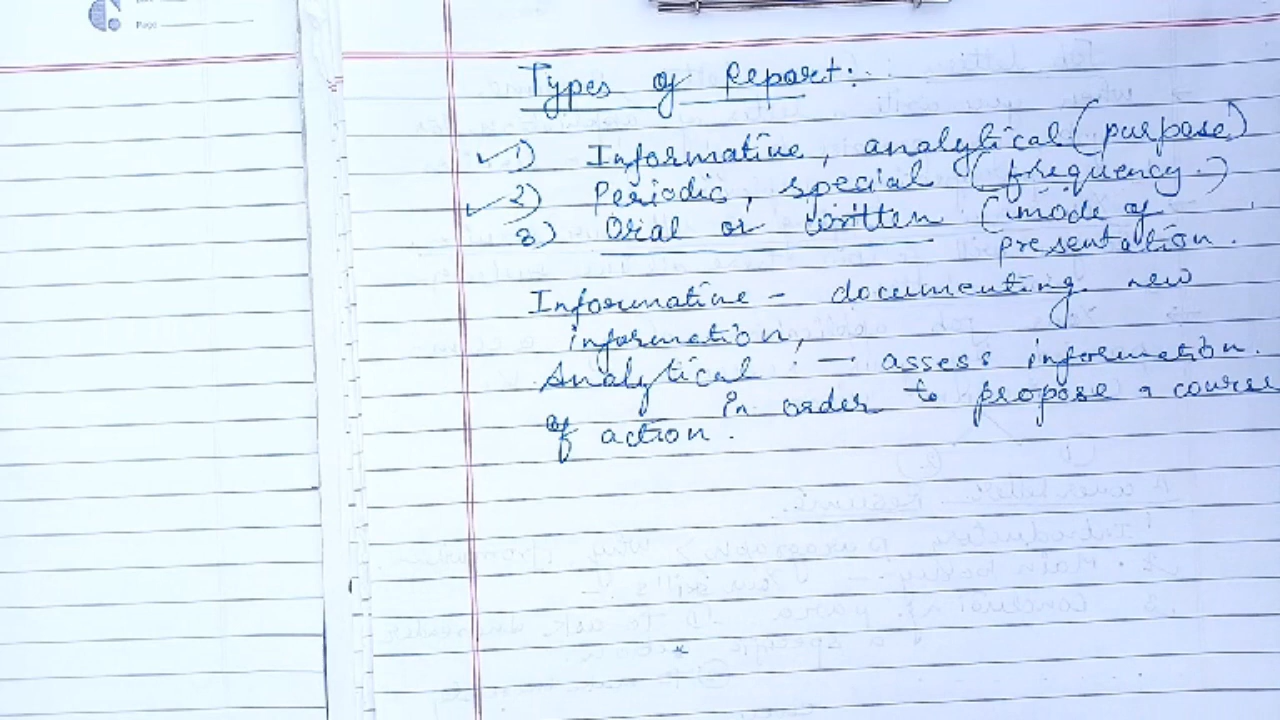 Page
Types of Report:
1) Informative, analytical (purpose)
2) Periodic, special (frequency.)
3) Oral or written (mode of
presentation.
Informative - documenting new
information,
Analytical : - assess information.
in order to propose a course
of action.